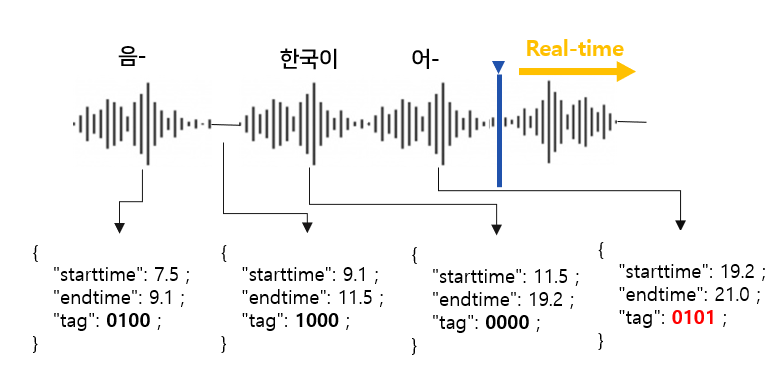 Real-time
음-
한국이
어-
{
"starttime": 7.5 ;
"endtime": 9.1 ;
"tag": 0100 ;
}
{
"starttime": 9.1 ;
"endtime": 11.5 ;
"tag": 1000 ;
}
{
"starttime": 11.5 ;
"endtime": 19.2 ;
"tag": 0000 ;
}
{
"starttime": 19.2 ;
"endtime": 21.0 ;
"tag": 0101 ;
}